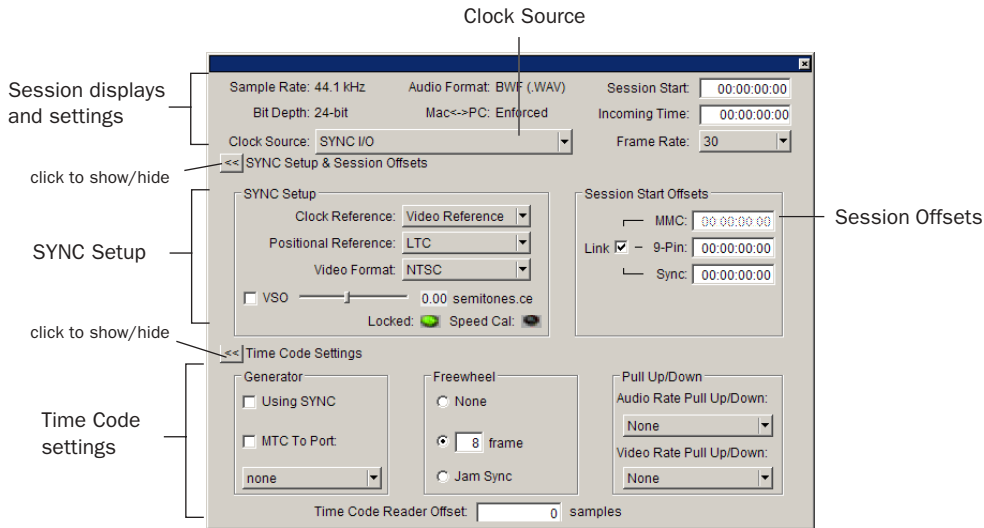 Clock Source
Session displays
and settings
Sample Rate: 44.1 kHz Audio Format: BWF (.WAV) Session Start: 00:00:00:00
Bit Depth: 24-bit Mac<->PC: Enforced Incoming Time: 00:00:00:00
Clock Source: SYNC I/O Frame Rate: 30
click to show/hide
<< SYNC Setup & Session Offsets
SYNC Setup
SYNC Setup
Clock Reference: Video Reference
Positional Reference: LTC
Video Format: NTSC
VSO 0.00 semitones.ce
Locked: Speed Cal:
Session Start Offsets
MMC: 00:00:00:00
Link 9-Pin: 00:00:00:00
Sync: 00:00:00:00
Session Offsets
click to show/hide
<< Time Code Settings
Time Code
settings
Generator
Using SYNC
MTC To Port:
none
Freewheel
None
8 frame
Jam Sync
Pull Up/Down
Audio Rate Pull Up/Down:
None
Video Rate Pull Up/Down:
None
Time Code Reader Offset: 0 samples